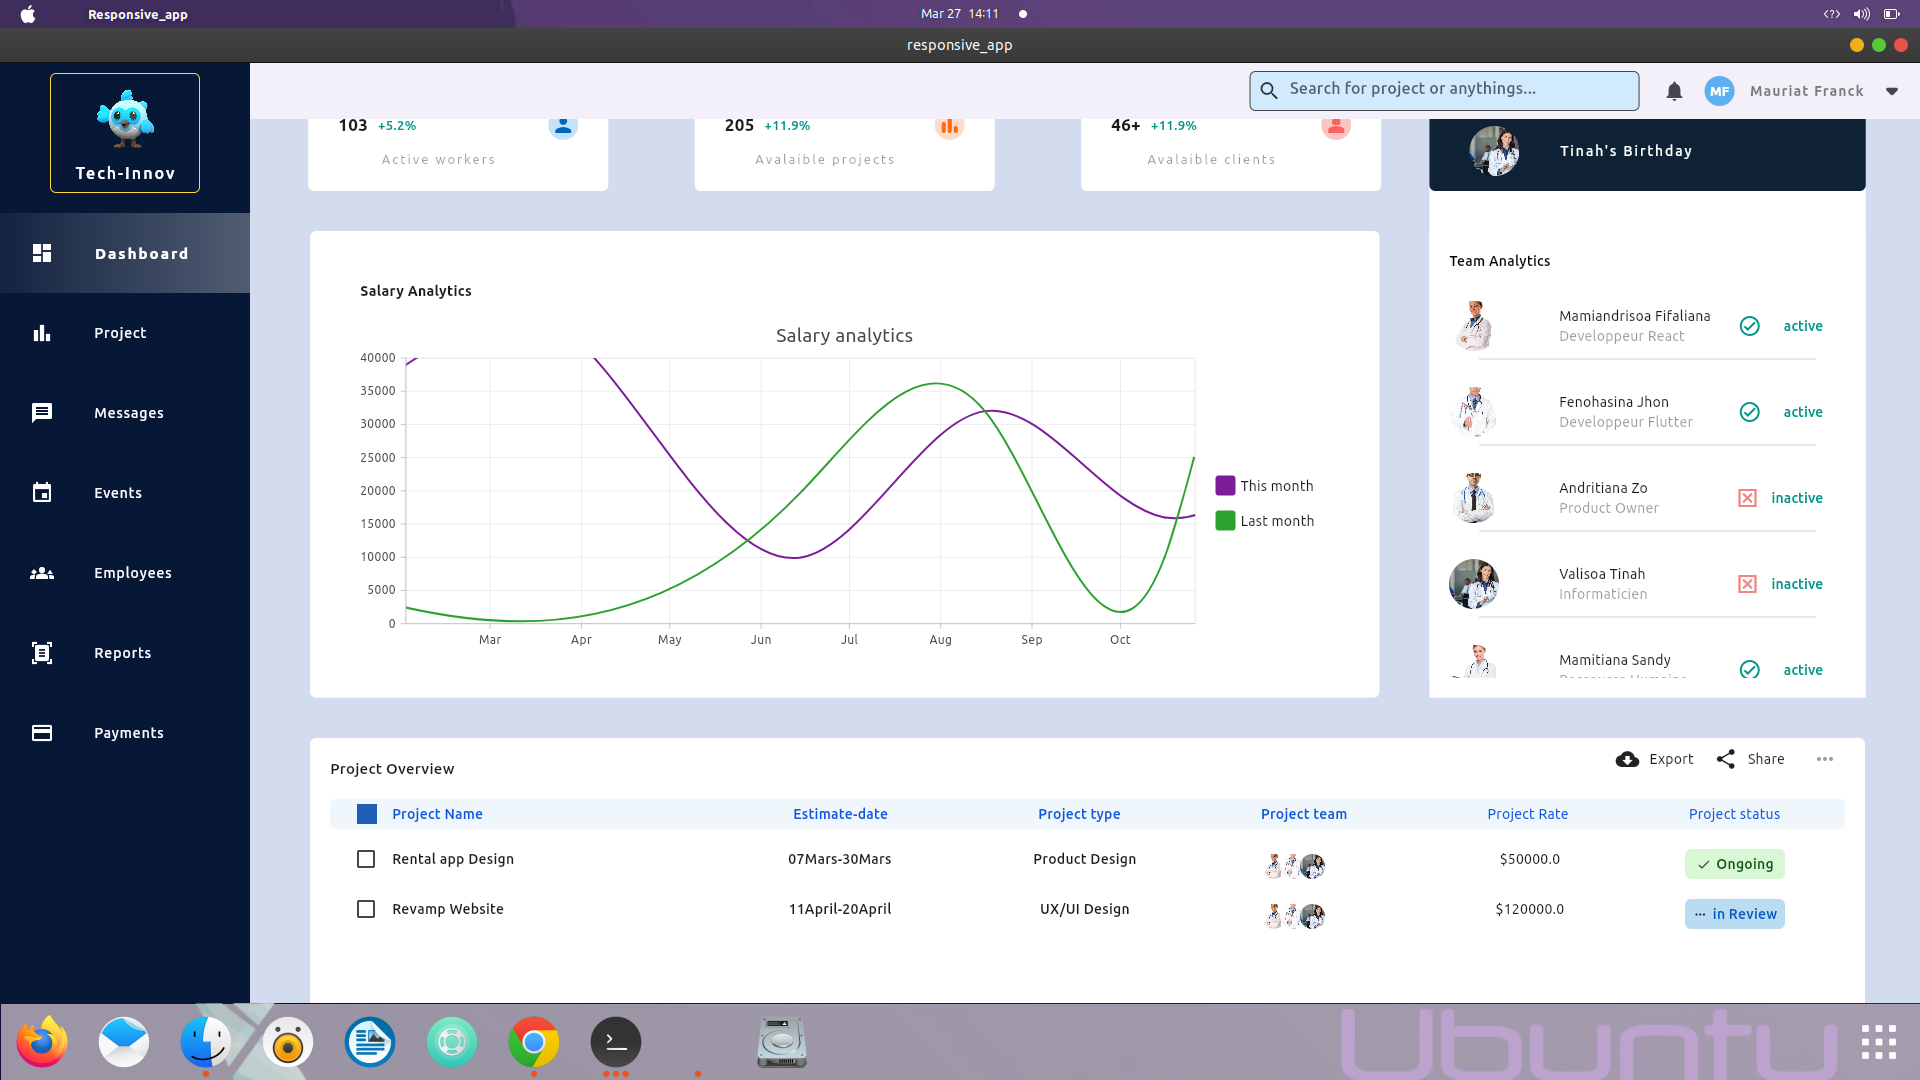 Responsive_app
Mar 27 14:11
responsive_app
Tech-Innov
Search for project or anythings...
MF
Mauriat Franck
Dashboard
Project
Messages
Events
Employees
Reports
Payments
103 +5.2%
Active workers
205 +11.9%
Avalaible projects
46+ +11.9%
Avalaible clients
Tinah's Birthday
Salary Analytics
Salary analytics
40000
35000
30000
25000
20000
15000
10000
5000
0
Mar Apr May Jun Jul Aug Sep Oct
This month
Last month
Team Analytics
Mamiandrisoa Fifaliana
Developpeur React
active
Fenohasina Jhon
Developpeur Flutter
active
Andritiana Zo
Product Owner
inactive
Valisoa Tinah
Informaticien
inactive
Mamitiana Sandy
active
Project Overview
Export
Share
Project Name Estimate-date Project type Project team Project Rate Project status
Rental app Design 07Mars-30Mars Product Design $50000.0 Ongoing
Revamp Website 11April-20April UX/UI Design $120000.0 in Review
Ubuntu